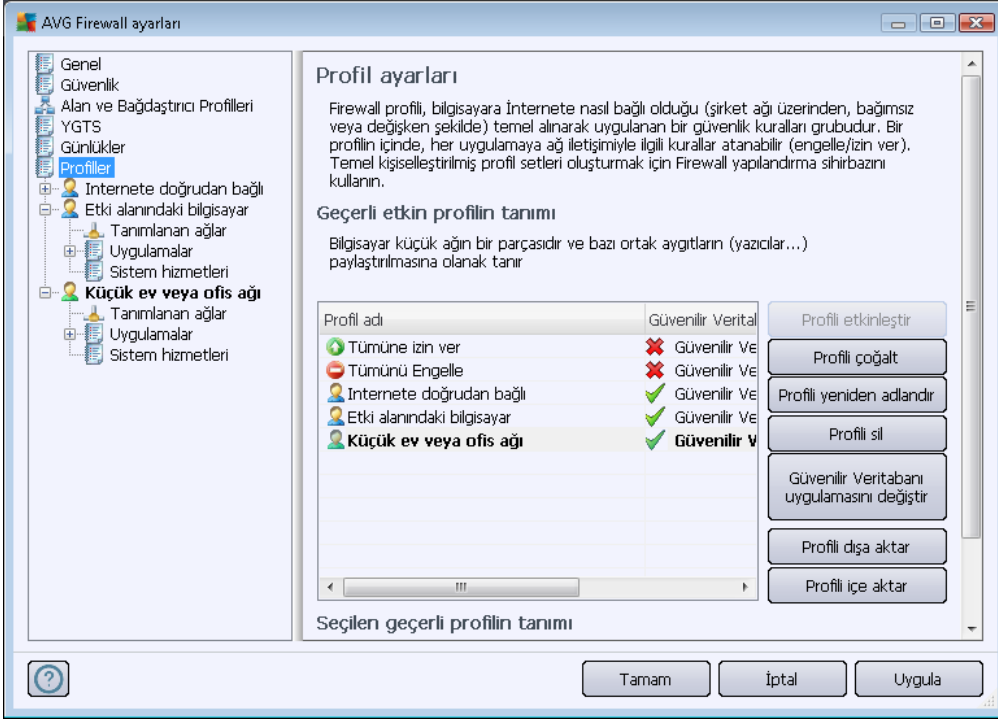 AVG Firewall ayarları
Genel
Güvenlik
Alan ve Bağdaştırıcı Profilleri
YGTS
Günlükler
Profiller
Internete doğrudan bağlı
Etki alanındaki bilgisayar
Tanımlanan ağlar
Uygulamalar
Sistem hizmetleri
Küçük ev veya ofis ağı
Tanımlanan ağlar
Uygulamalar
Sistem hizmetleri
Profil ayarları
Firewall profili, bilgisayara İnternete nasıl bağlı olduğu (şirket ağı üzerinden, bağımsız
veya değişken şekilde) temel alınarak uygulanan bir güvenlik kuralları grubudur. Bir
profilin içinde, her uygulamaya ağ iletişimiyle ilgili kurallar atanabilir (engelle/izin ver).
Temel kişiselleştirilmiş profil setleri oluşturmak için Firewall yapılandırma sihirbazını
kullanın.
Geçerli etkin profilin tanımı
Bilgisayar küçük ağın bir parçasıdır ve bazı ortak aygıtların (yazıcılar...)
paylaştırılmasına olanak tanır
Profil adı Güvenilir Verital
Tümüne izin ver Güvenilir Ve
Tümünü Engelle Güvenilir Ve
Internete doğrudan bağlı Güvenilir Ve
Etki alanındaki bilgisayar Güvenilir Ve
Küçük ev veya ofis ağı Güvenilir V
Profili etkinleştir
Profili çoğalt
Profili yeniden adlandır
Profili sil
Güvenilir Veritabanı
uygulamasını değiştir
Profili dışa aktar
Profili içe aktar
Seçilen geçerli profilin tanımı
Tamam
İptal
Uygula